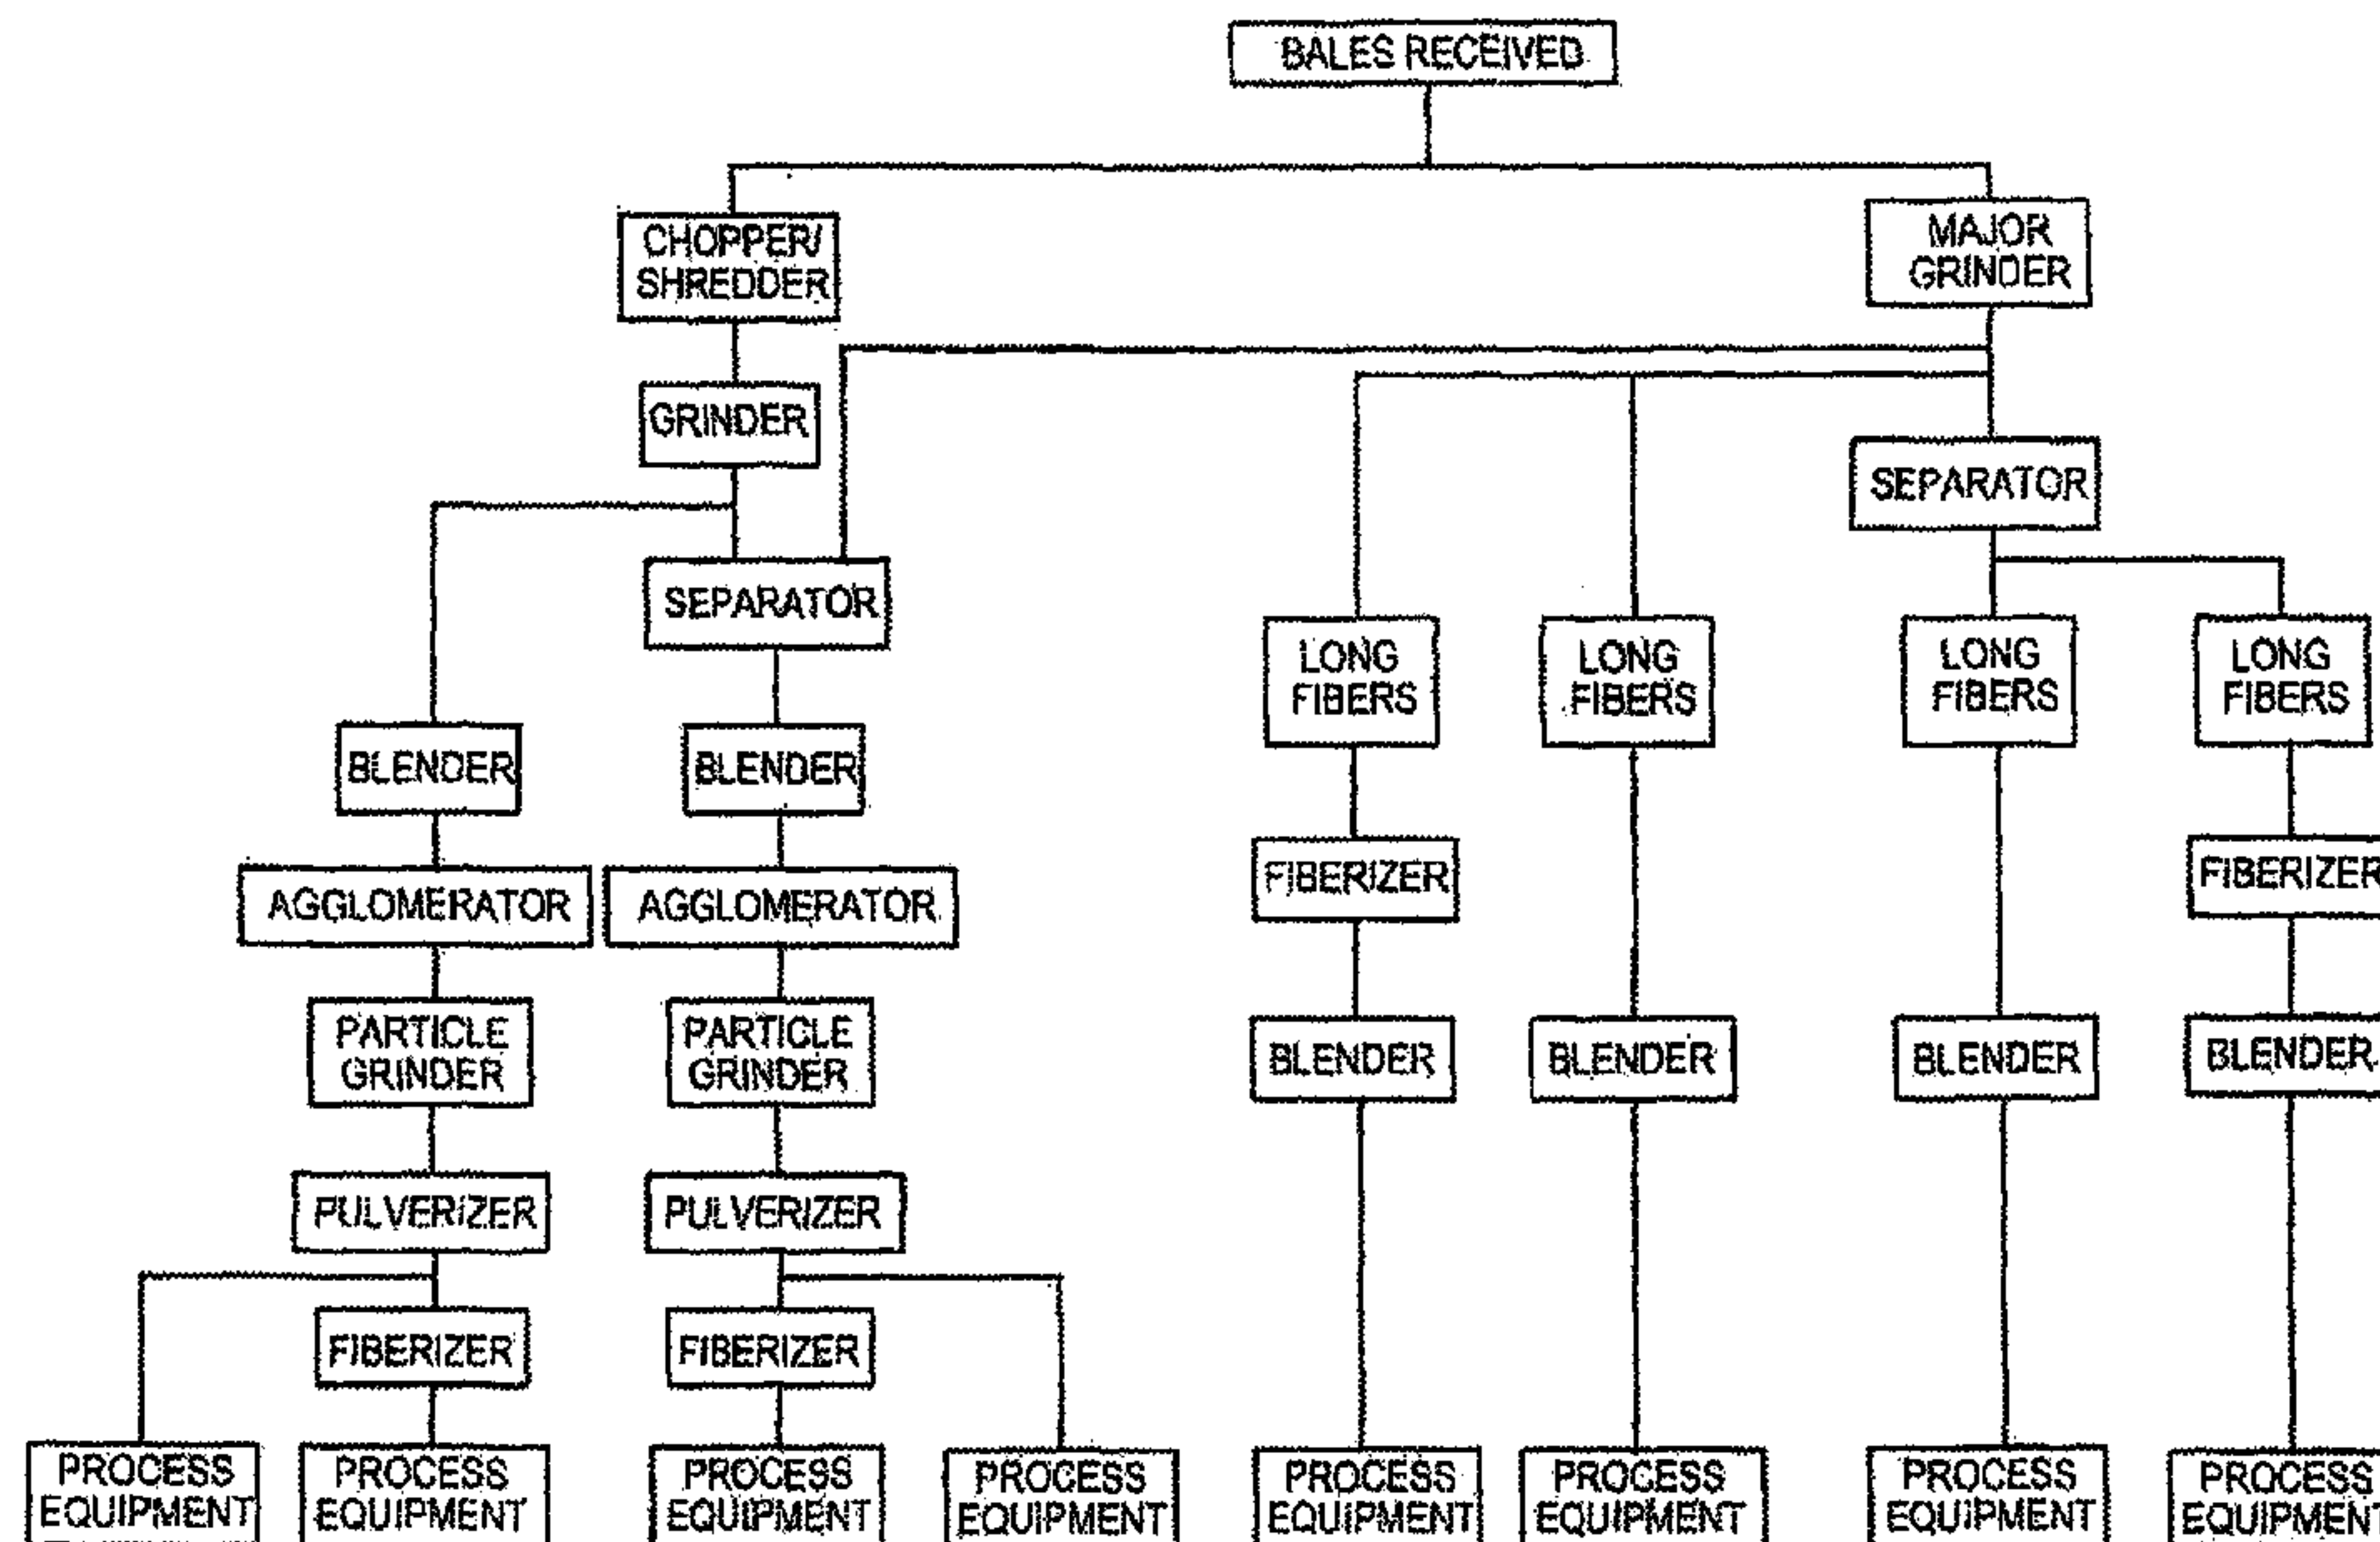 BALES RECEIVED
CHOPPER/
SHREDDER
MAJOR
GRINDER
GRINDER
SEPARATOR
SEPARATOR
LONG
FIBERS
LONG
FIBERS
LONG
FIBERS
LONG
FIBERS
BLENDER
BLENDER
FIBERIZER
FIBERIZER
AGGLOMERATOR
AGGLOMERATOR
PARTICLE
GRINDER
PARTICLE
GRINDER
BLENDER
BLENDER
BLENDER
BLENDER
PULVERIZER
PULVERIZER
FIBERIZER
FIBERIZER
PROCESS
EQUIPMENT
PROCESS
EQUIPMENT
PROCESS
EQUIPMENT
PROCESS
EQUIPMENT
PROCESS
EQUIPMENT
PROCESS
EQUIPMENT
PROCESS
EQUIPMENT
PROCESS
EQUIPMENT